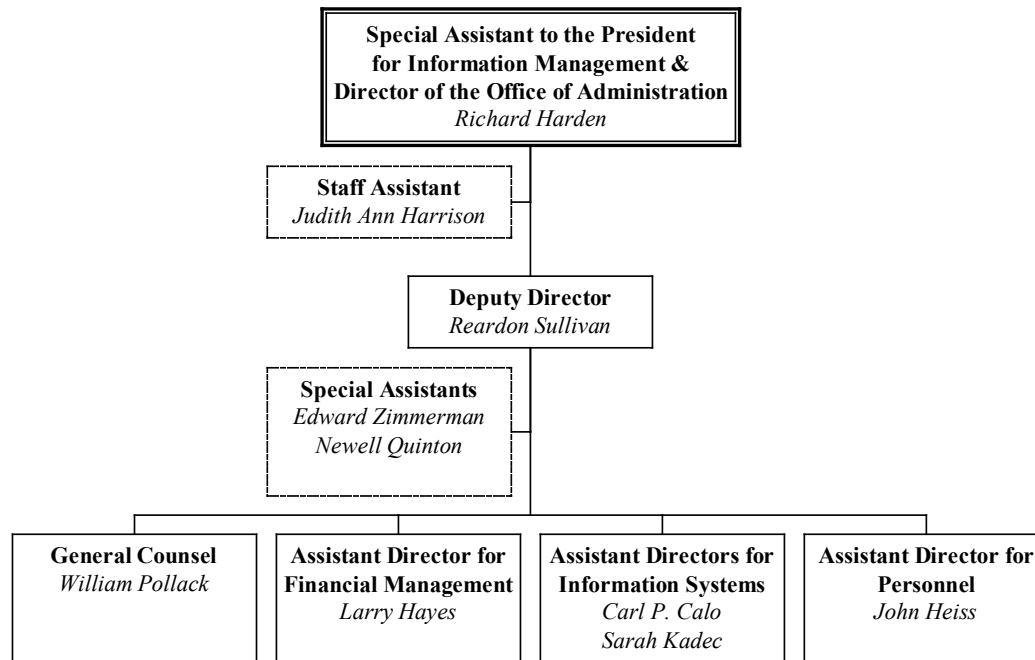 Special Assistant to the President
for Information Management &
Director of the Office of Administration
Richard Harden
Staff Assistant
Judith Ann Harrison
Deputy Director
Reardon Sullivan
Special Assistants
Edward Zimmerman
Newell Quinton
General Counsel
William Pollack
Assistant Director for
Financial Management
Larry Hayes
Assistant Directors for
Information Systems
Carl P. Calo
Sarah Kadec
Assistant Director for
Personnel
John Heiss